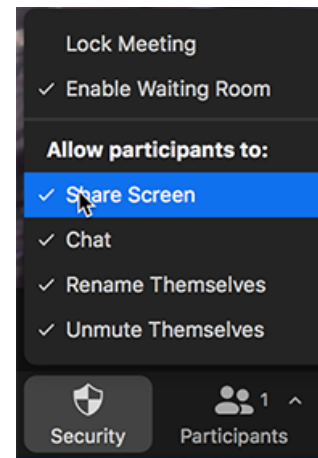 Lock Meeting
✓ Enable Waiting Room
Allow participants to:
✓ Share Screen
✓ Chat
✓ Rename Themselves
✓ Unmute Themselves
1
Security Participants